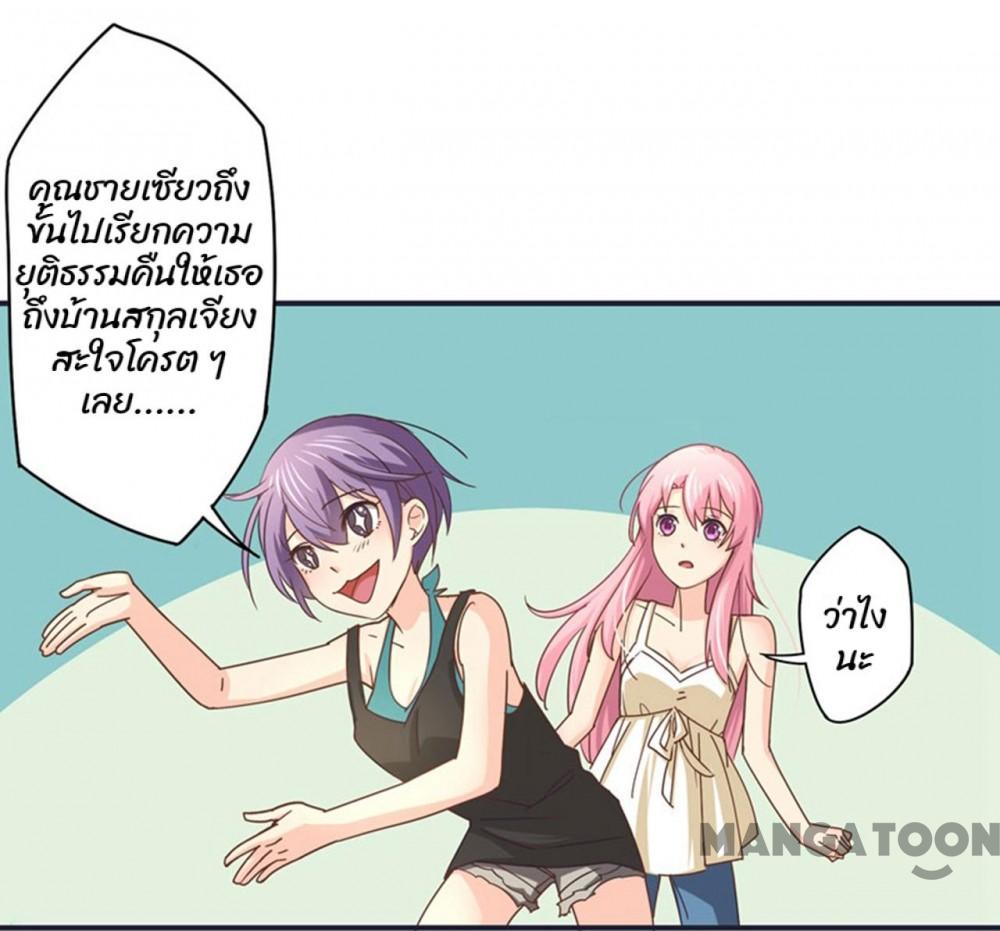 คุณชายเซียวถึง
ขั้นไปเรียกความ
ยุติธรรมคืนให้เธอ
ถึงบ้านสกุลเจียง
สะใจโครต ๆ
เลย......
ว่าไง
นะ
MANGATOON